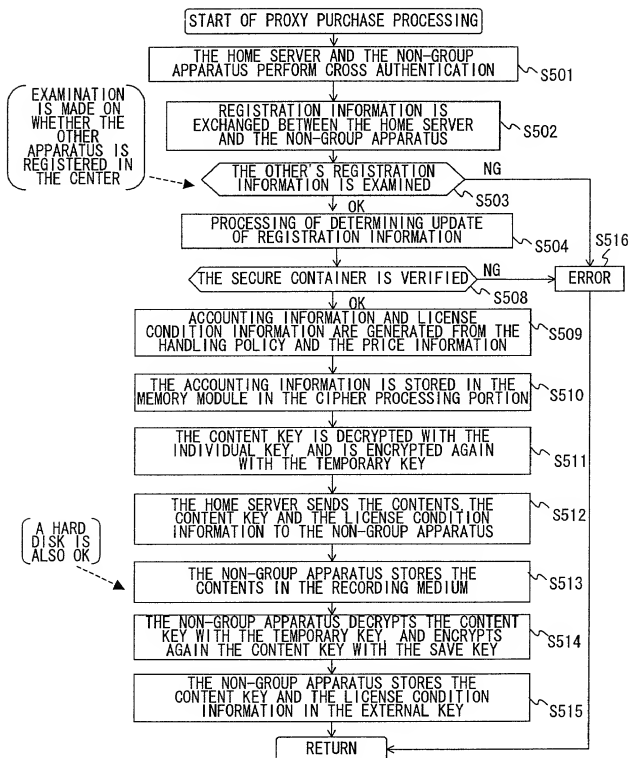 START OF PROXY PURCHASE PROCESSING
THE HOME SERVER AND THE NON-GROUP
APPARATUS PERFORM CROSS AUTHENTICATION
S501
EXAMINATION
IS MADE ON
WHETHER THE
OTHER
APPARATUS IS
REGISTERED IN
THE CENTER
REGISTRATION INFORMATION IS
EXCHANGED BETWEEN THE HOME SERVER
AND THE NON-GROUP APPARATUS
S502
THE OTHER'S REGISTRATION
INFORMATION IS EXAMINED
NG
S503
OK
PROCESSING OF DETERMINING UPDATE
OF REGISTRATION INFORMATION
S504
S516
THE SECURE CONTAINER IS VERIFIED
NG
ERROR
S508
OK
ACCOUNTING INFORMATION AND LICENSE
CONDITION INFORMATION ARE GENERATED FROM THE
HANDLING POLICY AND THE PRICE INFORMATION
S509
THE ACCOUNTING INFORMATION IS STORED IN THE
MEMORY MODULE IN THE CIPHER PROCESSING PORTION
S510
THE CONTENT KEY IS DECRYPTED WITH THE
INDIVIDUAL KEY, AND IS ENCRYPTED AGAIN
WITH THE TEMPORARY KEY
S511
THE HOME SERVER SENDS THE CONTENTS, THE
CONTENT KEY AND THE LICENSE CONDITION
INFORMATION TO THE NON-GROUP APPARATUS
S512
A HARD
DISK IS
ALSO OK
THE NON-GROUP APPARATUS STORES THE
CONTENTS IN THE RECORDING MEDIUM
S513
THE NON-GROUP APPARATUS DECRYPTS THE CONTENT
KEY WITH THE TEMPORARY KEY, AND ENCRYPTS
AGAIN THE CONTENT KEY WITH THE SAVE KEY
S514
THE NON-GROUP APPARATUS STORES THE
CONTENT KEY AND THE LICENSE CONDITION
INFORMATION IN THE EXTERNAL KEY
S515
RETURN